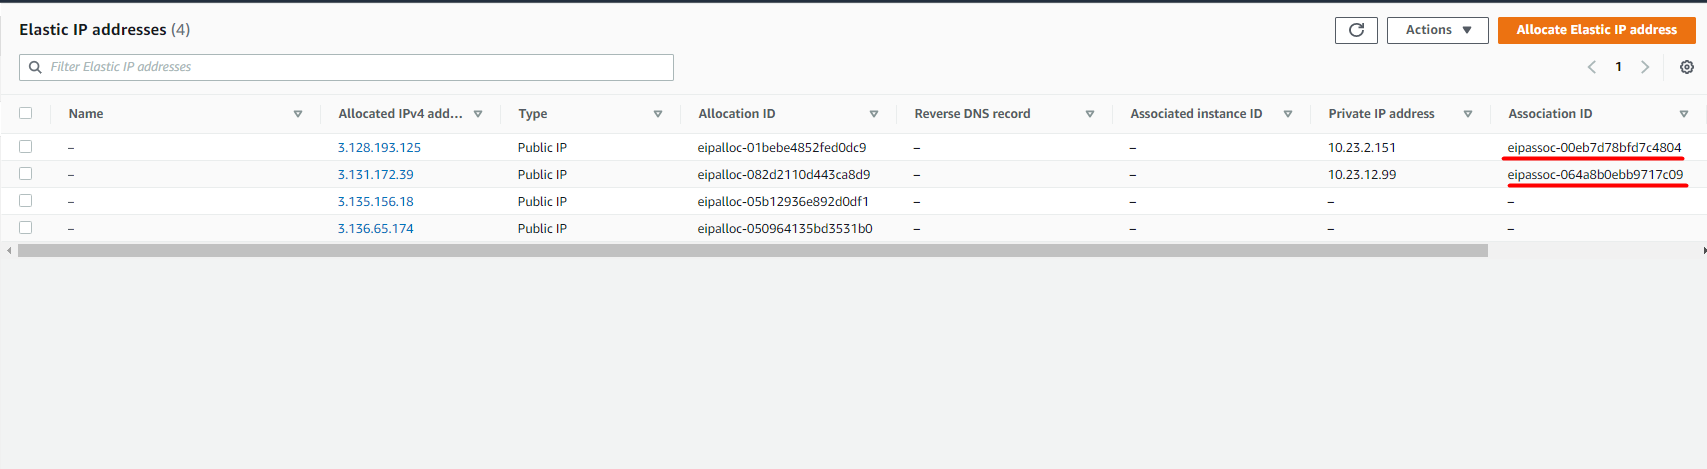 Elastic IP addresses (4)
Actions
Allocate Elastic IP address
Filter Elastic IP addresses
1
Name Allocated IPv4 add... Type Allocation ID Reverse DNS record Associated instance ID Private IP address Association ID
– 3.128.193.125 Public IP eipalloc-01bebe4852fed0dc9 – – 10.23.2.151 eipassoc-00eb7d78bfd7c4804
– 3.131.172.39 Public IP eipalloc-082d2110d443ca8d9 – – 10.23.12.99 eipassoc-064a8b0ebb9717c09
– 3.135.156.18 Public IP eipalloc-05b12936e892d0df1 – – – –
– 3.136.65.174 Public IP eipalloc-050964135bd3531b0 – – – –